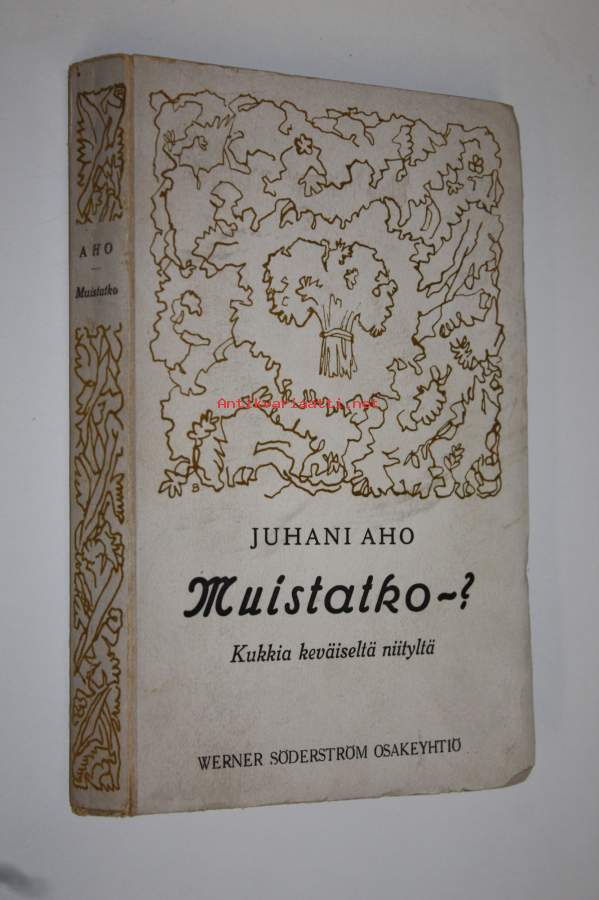 AHO
Muistatko
Antikvariaatti.net
JUHANI AHO
Muistatko~?
Kukkia keväiseltä niityltä
WERNER SÖDERSTRÖM OSAKEYHTIÖ